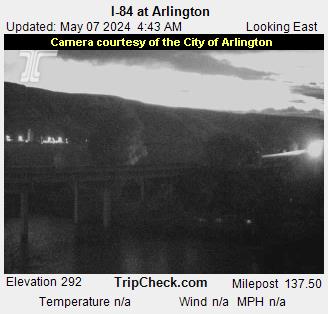 I-84 at Arlington
Updated: May 07 2024 4:43 AM Looking East
Camera courtesy of the City of Arlington
Elevation 292 TripCheck.com Milepost 137.50
Temperature n/a Wind n/a MPH n/a